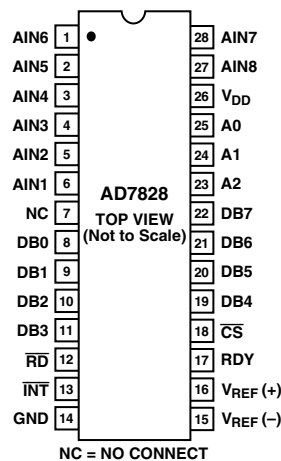 AIN6 1 28 AIN7
AIN5 2 27 AIN8
AIN4 3 26 VDD
AIN3 4 25 A0
AIN2 5 24 A1
AIN1 6 23 A2
AD7828
NC 7 22 DB7
TOP VIEW
(Not to Scale)
DB0 8 21 DB6
DB1 9 20 DB5
DB2 10 19 DB4
DB3 11 18 C̅S̅
R̅D̅ 12 17 RDY
I̅N̅T̅ 13 16 VREF (+)
GND 14 15 VREF (–)
NC = NO CONNECT